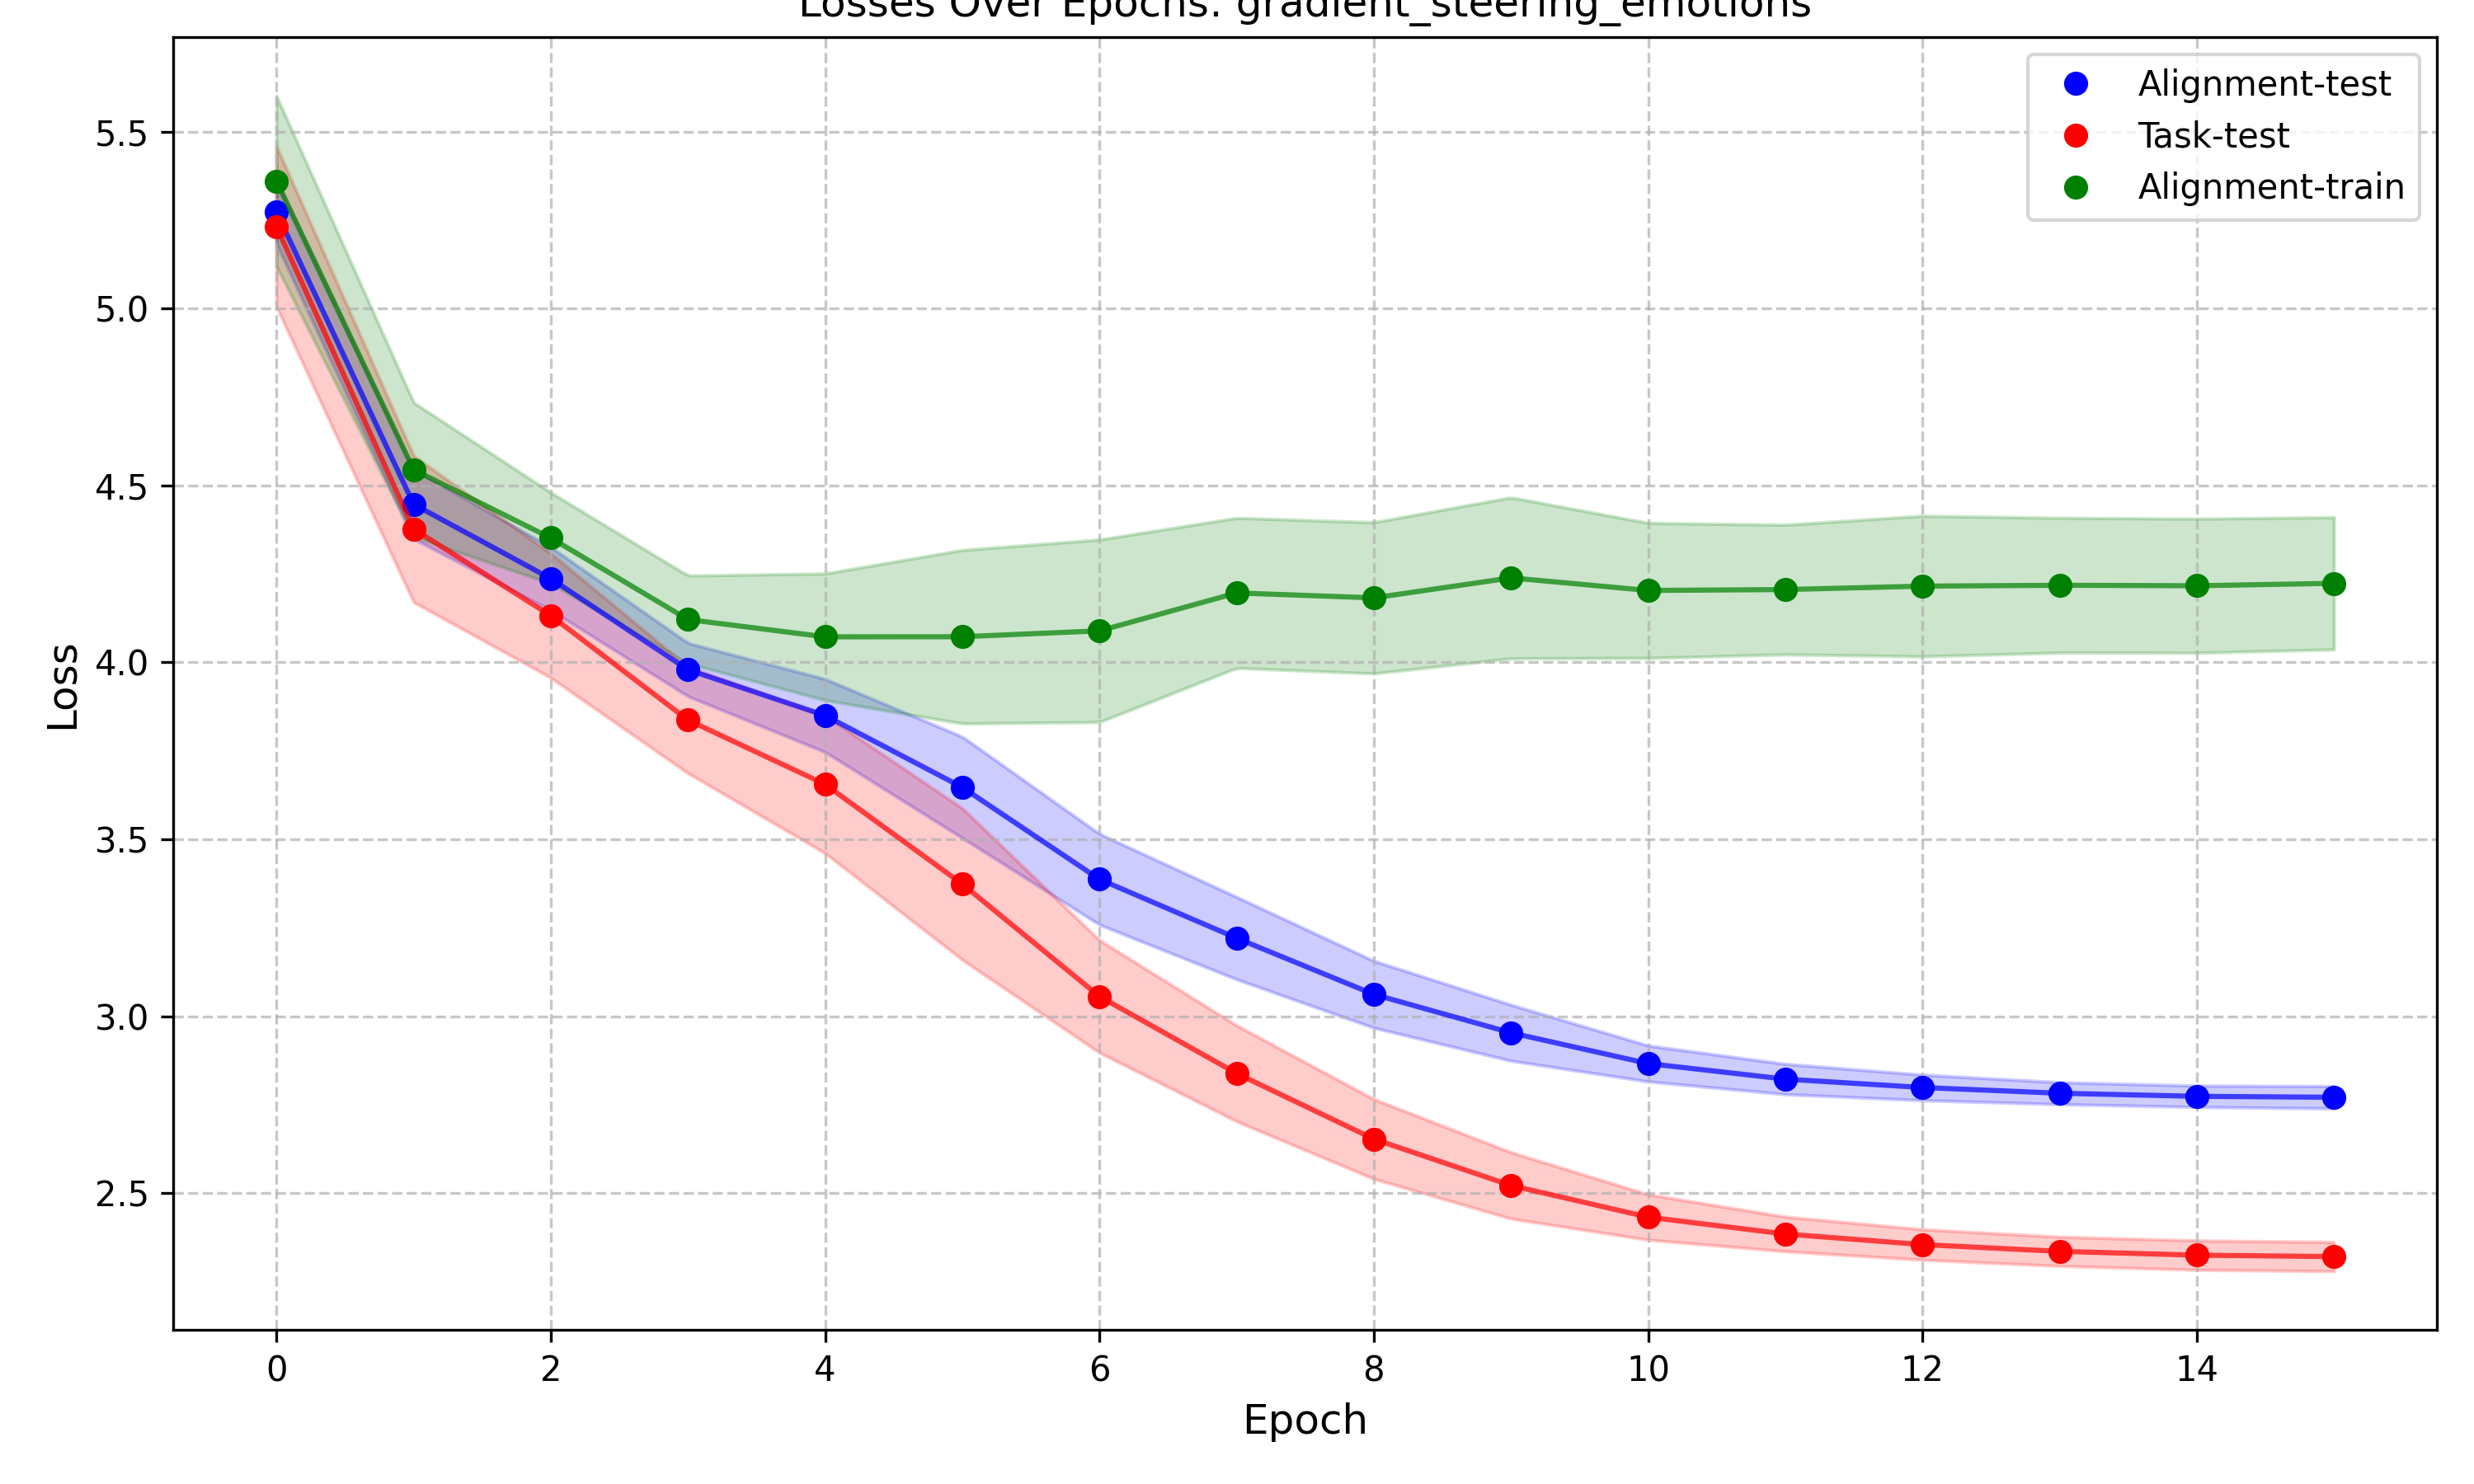 Losses Over Epochs: gradient_steering_emotions
Alignment-test
Task-test
Alignment-train
Loss
5.5
5.0
4.5
4.0
3.5
3.0
2.5
0 2 4 6 8 10 12 14
Epoch